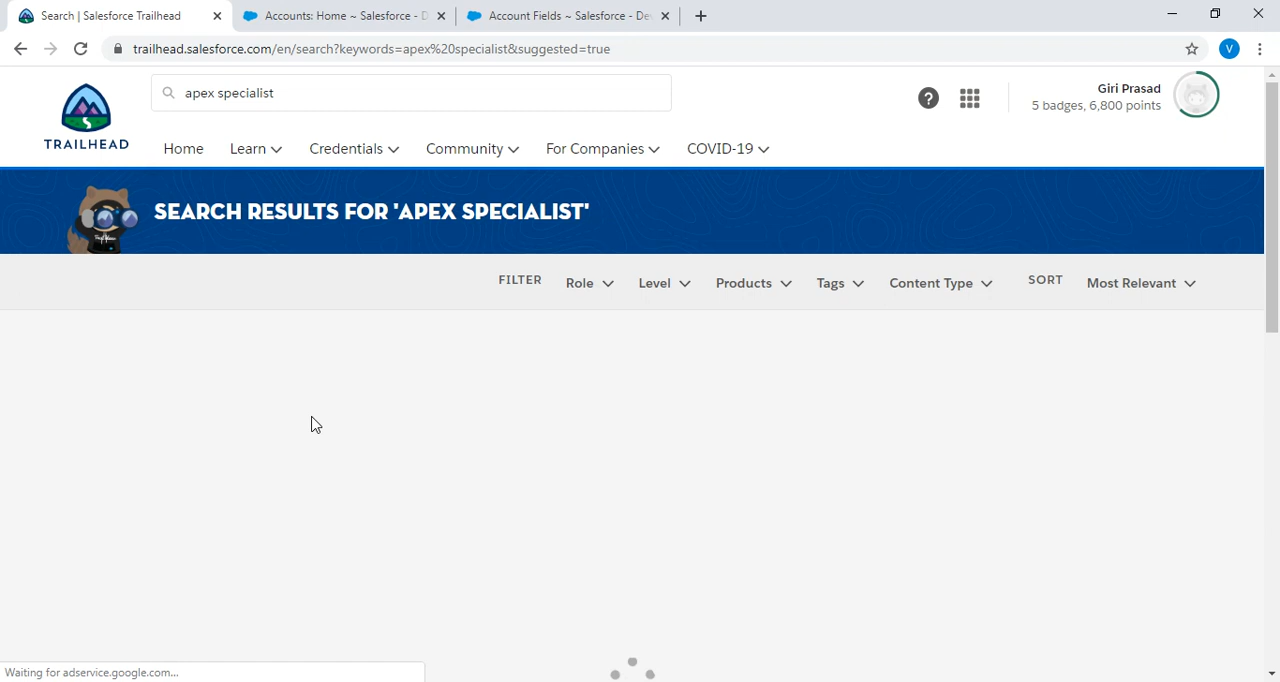 Search | Salesforce Trailhead
Accounts: Home ~ Salesforce - D
Account Fields ~ Salesforce - De
trailhead.salesforce.com/en/search?keywords=apex%20specialist&suggested=true
V
TRAILHEAD
apex specialist
Giri Prasad
5 badges, 6,800 points
Home
Learn
Credentials
Community
For Companies
COVID-19
SEARCH RESULTS FOR 'APEX SPECIALIST'
FILTER
Role
Level
Products
Tags
Content Type
SORT
Most Relevant
Waiting for adservice.google.com...